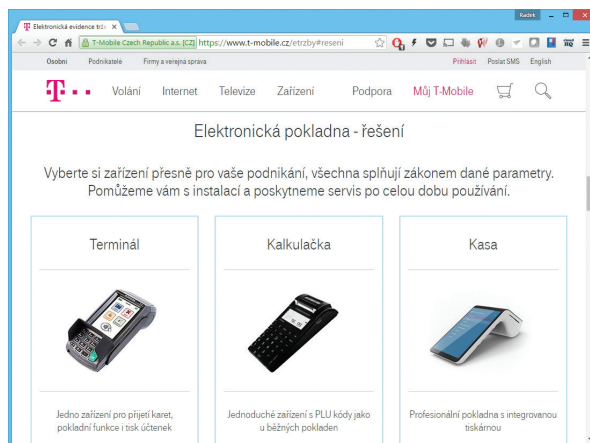 Radek
Elektronická evidence trže
T-Mobile Czech Republic a.s. [CZ] https://www.t-mobile.cz/etrzby#reseni
Osobní Podnikatelé Firmy a veřejná správa Přihlásit Poslat SMS English
T
Volání Internet Televize Zařízení Podpora Můj T-Mobile
Elektronická pokladna - řešení
Vyberte si zařízení přesně pro vaše podnikání, všechna splňují zákonem dané parametry.
Pomůžeme vám s instalací a poskytneme servis po celou dobu používání.
Terminál Kalkulačka Kasa
Jedno zařízení pro přijetí karet, Jednoduché zařízení s PLU kódy jako Profesionální pokladna s integrovanou
pokladní funkce i tisk účtenek u běžných pokladen tiskárnou